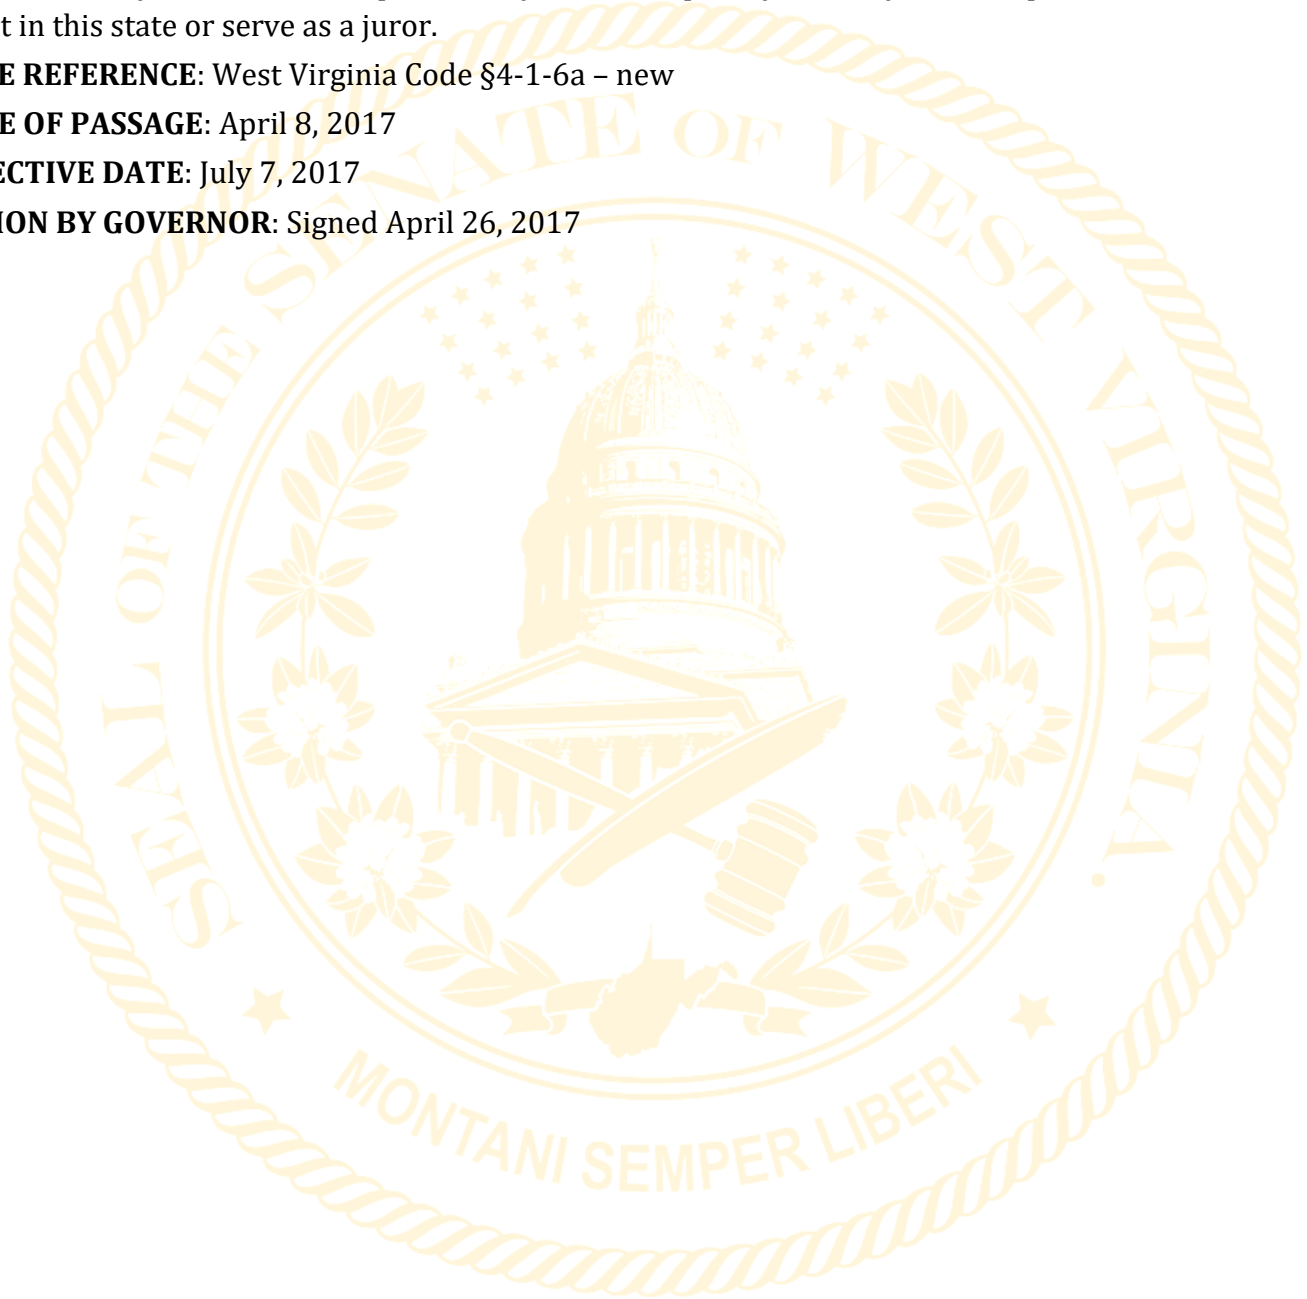 t in this state or serve as a juror.
E REFERENCE: West Virginia Code §4-1-6a – new
E OF PASSAGE: April 8, 2017
ECTIVE DATE: July 7, 2017
ION BY GOVERNOR: Signed April 26, 2017
SEAL OF THE SENATE OF WEST VIRGINIA •
MONTANI SEMPER LIBERI